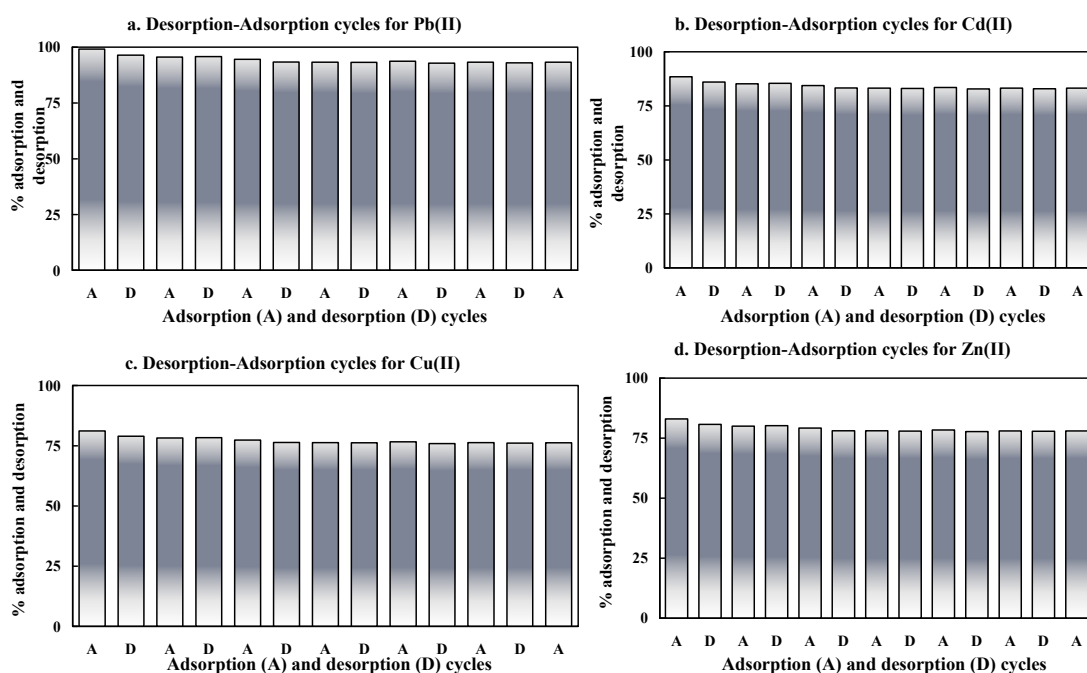 a. Desorption-Adsorption cycles for Pb(II)
% adsorption and
desorption
100
75
50
25
0
A D A D A D A D A D A D A
Adsorption (A) and desorption (D) cycles
b. Desorption-Adsorption cycles for Cd(II)
% adsorption and
desorption
100
75
50
25
0
A D A D A D A D A D A D A
Adsorption (A) and desorption (D) cycles
c. Desorption-Adsorption cycles for Cu(II)
% adsorption and desorption
100
75
50
25
0
A D A D A D A D A D A D A
Adsorption (A) and desorption (D) cycles
d. Desorption-Adsorption cycles for Zn(II)
% adsorption and desorption
100
75
50
25
0
A D A D A D A D A D A D A
Adsorption (A) and desorption (D) cycles